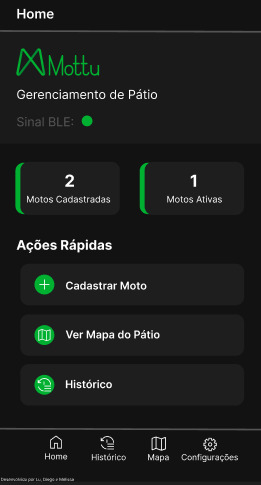 Home
Mottu
Gerenciamento de Pátio
Sinal BLE:
2
Motos Cadastradas
1
Motos Ativas
Ações Rápidas
Cadastrar Moto
Ver Mapa do Pátio
Histórico
Home
Histórico
Mapa
Configurações
Desenvolvido por Lu, Diego e Melissa